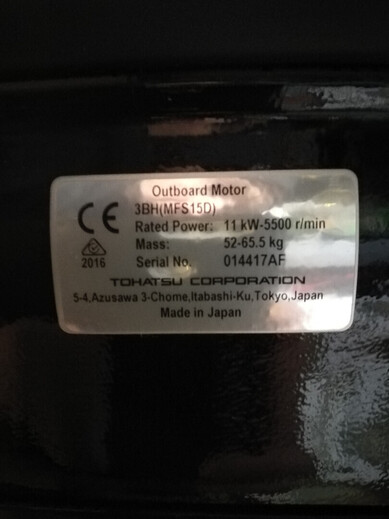 Outboard Motor
CE 3BH(MFS15D)
Rated Power: 11 kW-5500 r/min
Mass: 52-65.5 kg
2016 Serial No. 014417AF
TOHATSU CORPORATION
5-4,Azusawa 3-Chome,Itabashi-Ku,Tokyo,Japan
Made in Japan